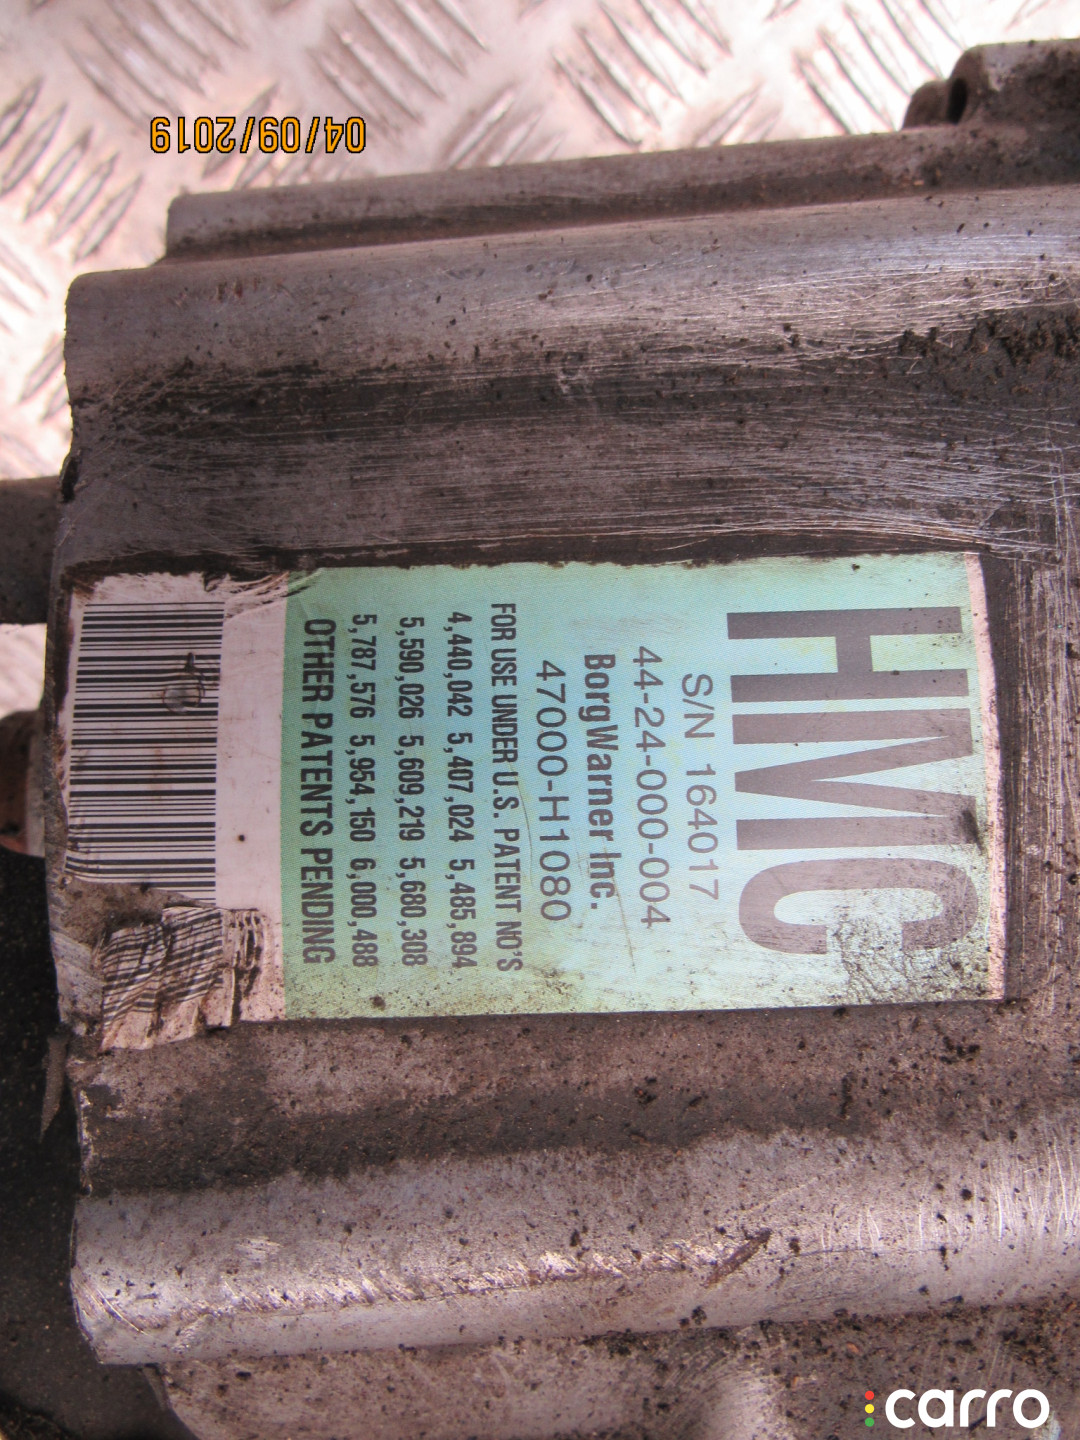 04/09/2019
HMC
S/N 164017
44-24-000-004
BorgWarner Inc.
47000-H1080
FOR USE UNDER U.S. PATENT NO'S
4,440,042 5,407,024 5,485,894
5,590,026 5,609,219 5,680,308
5,787,576 5,954,150 6,000,488
OTHER PATENTS PENDING
carro